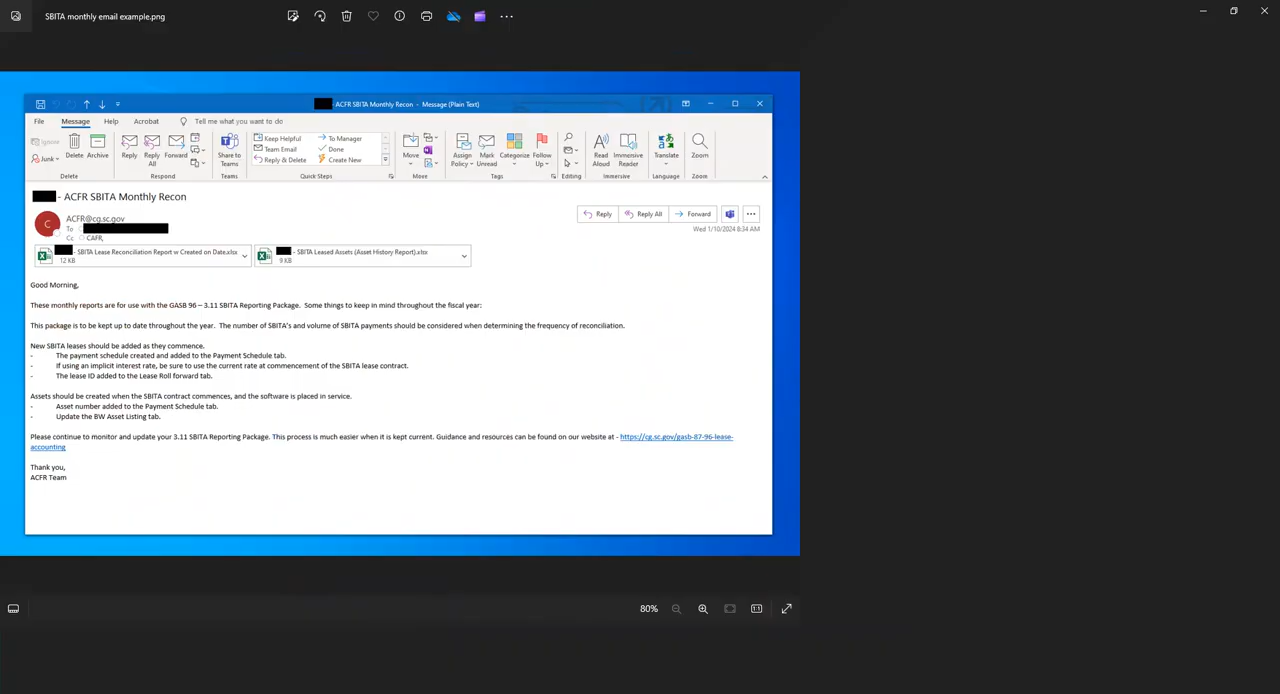 SBITA monthly email example.png
- ACFR SBITA Monthly Recon - Message (Plain Text)
File Message Help Acrobat Tell me what you want to do
Ignore
Junk
Delete
Archive
Reply
Reply All
Forward
Share to Teams
Keep Helpful
To Manager
Team Email
Done
Reply & Delete
Create New
Move
Assign Policy
Mark Unread
Categorize
Follow Up
Editing
Read Aloud
Immersive Reader
Translate
Zoom
Delete Respond Teams Quick Steps Move Tags Immersive Language Zoom
- ACFR SBITA Monthly Recon
C
ACFR@cg.sc.gov
To
Cc CAFR,
Reply Reply All Forward
Wed 1/10/2024 8:34 AM
- SBITA Lease Reconciliation Report w Created on Date.xlsx
12 KB
- SBITA Leased Assets (Asset History Report).xlsx
9 KB
Good Morning,
These monthly reports are for use with the GASB 96 – 3.11 SBITA Reporting Package. Some things to keep in mind throughout the fiscal year:
This package is to be kept up to date throughout the year. The number of SBITA's and volume of SBITA payments should be considered when determining the frequency of reconciliation.
New SBITA leases should be added as they commence.
- The payment schedule created and added to the Payment Schedule tab.
- If using an implicit interest rate, be sure to use the current rate at commencement of the SBITA lease contract.
- The lease ID added to the Lease Roll forward tab.
Assets should be created when the SBITA contract commences, and the software is placed in service.
- Asset number added to the Payment Schedule tab.
- Update the BW Asset Listing tab.
Please continue to monitor and update your 3.11 SBITA Reporting Package. This process is much easier when it is kept current. Guidance and resources can be found on our website at - https://cg.sc.gov/gasb-87-96-lease-
accounting
Thank you,
ACFR Team
80%
1:1